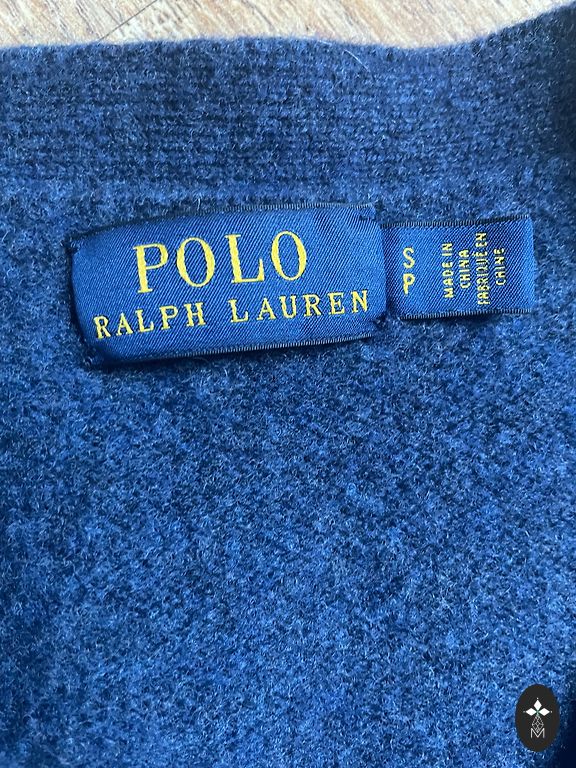 POLO
RALPH LAUREN
S
P
MADE IN
CHINA
FABRIQUÉ EN
CHINE
M